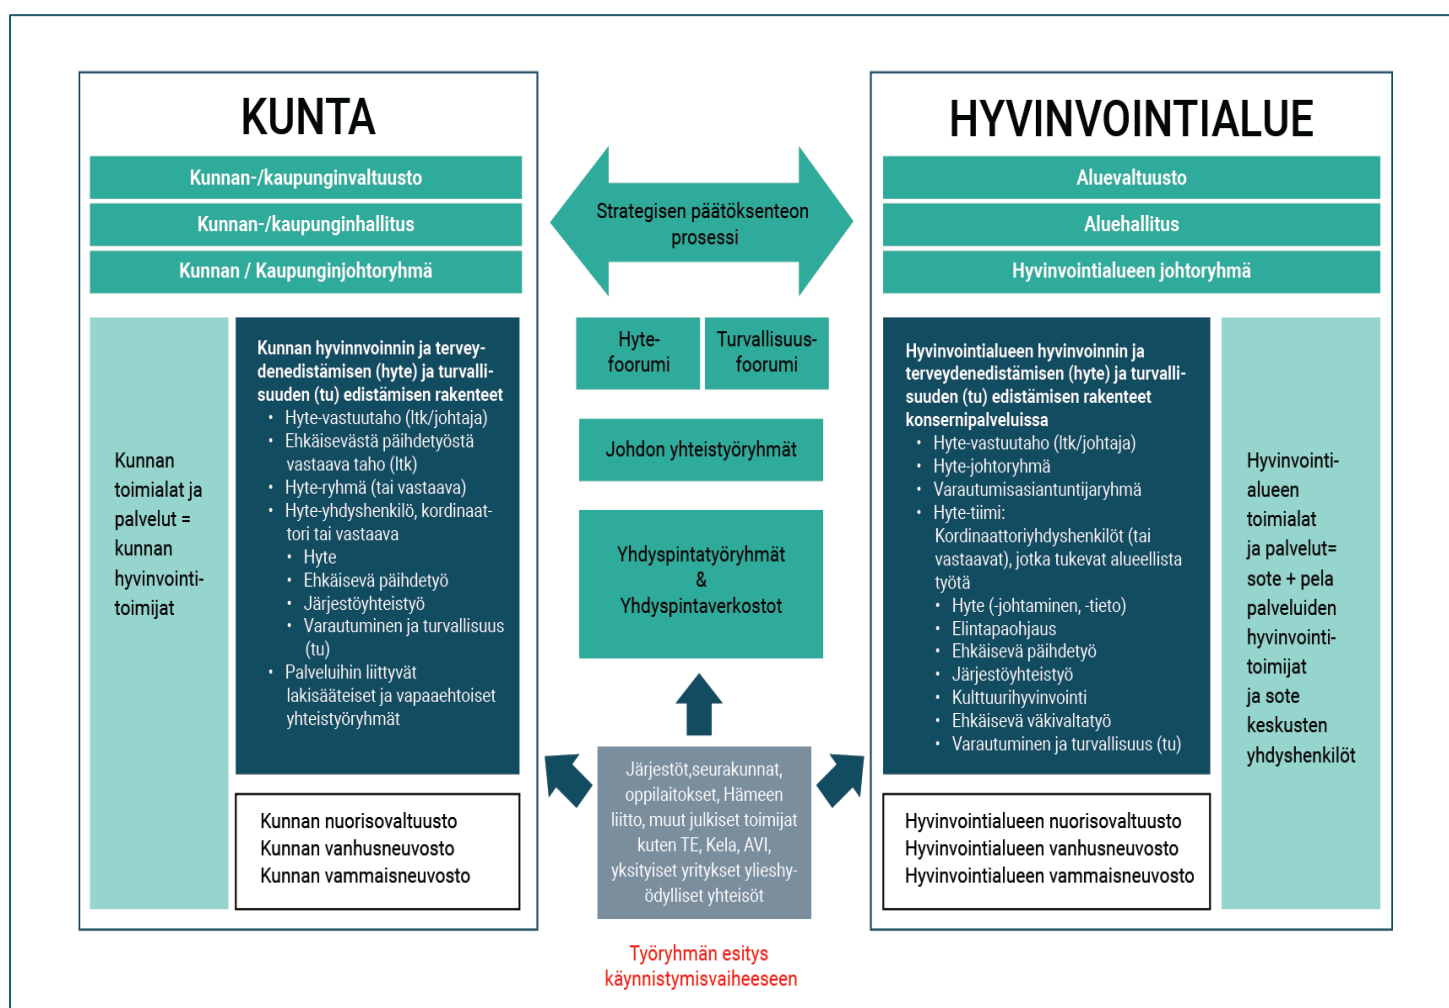 KUNTA
Kunnan-/kaupunginvaltuusto
Kunnan-/kaupunginhallitus
Kunnan / Kaupunginjohtoryhmä
Kunnan
toimialat ja
palvelut =
kunnan
hyvinvointi-
toimijat
Kunnan hyvinnvoinnin ja tervey-
denedistämisen (hyte) ja turvalli-
suuden (tu) edistämisen rakenteet
• Hyte-vastuutaho (ltk/johtaja)
• Ehkäisevästä päihdetyöstä
vastaava taho (ltk)
• Hyte-ryhmä (tai vastaava)
• Hyte-yhdyshenkilö, kordinaat-
tori tai vastaava
• Hyte
• Ehkäisevä päihdetyö
• Järjestöyhteistyö
• Varautuminen ja turvallisuus
(tu)
• Palveluihin liittyvät
lakisääteiset ja vapaaehtoiset
yhteistyöryhmät
Kunnan nuorisovaltuusto
Kunnan vanhusneuvosto
Kunnan vammaisneuvosto
Strategisen päätöksenteon
prosessi
Hyte-
foorumi
Turvallisuus-
foorumi
Johdon yhteistyöryhmät
Yhdyspintatyöryhmät
&
Yhdyspintaverkostot
Järjestöt,seurakunnat,
oppilaitokset, Hämeen
liitto, muut julkiset toimijat
kuten TE, Kela, AVI,
yksityiset yritykset ylieshy-
ödylliset yhteisöt
Työryhmän esitys
käynnistymisvaiheeseen
HYVINVOINTIALUE
Aluevaltuusto
Aluehallitus
Hyvinvointialueen johtoryhmä
Hyvinvointialueen hyvinvoinnin ja
terveydenedistämisen (hyte) ja turvalli-
suuden (tu) edistämisen rakenteet
konsernipalveluissa
• Hyte-vastuutaho (ltk/johtaja)
• Hyte-johtoryhmä
• Varautumisasiantuntijaryhmä
• Hyte-tiimi:
Kordinaattoriyhdyshenkilöt (tai
vastaavat), jotka tukevat alueellista
työtä
• Hyte (-johtaminen, -tieto)
• Elintapaohjaus
• Ehkäisevä päihdetyö
• Järjestöyhteistyö
• Kulttuurihyvinvointi
• Ehkäisevä väkivaltatyö
• Varautuminen ja turvallisuus (tu)
Hyvinvointialueen nuorisovaltuusto
Hyvinvointialueen vanhusneuvosto
Hyvinvointialueen vammaisneuvosto
Hyvinvointi-
alueen
toimialat
ja palvelut=
sote + pela
palveluiden
hyvinvointi-
toimijat
ja sote
keskusten
yhdyshenkilöt